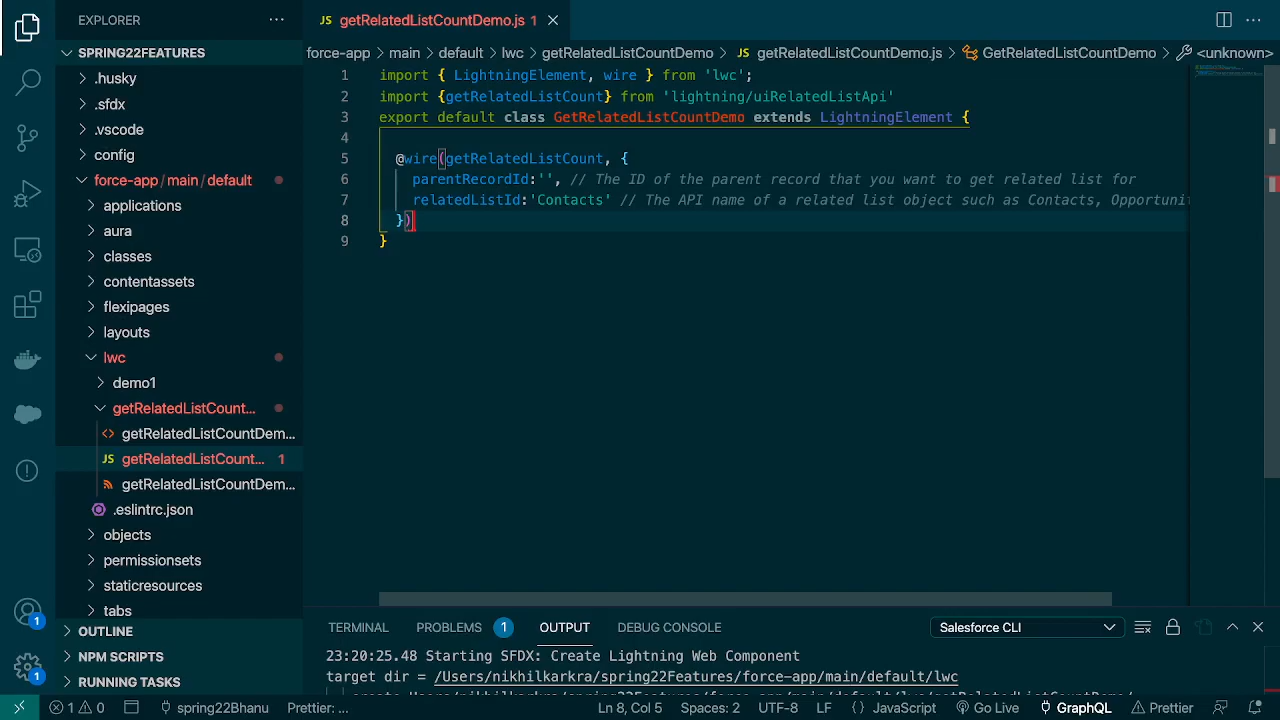 EXPLORER
SPRING22FEATURES
.husky
.sfdx
.vscode
config
force-app / main / default
applications
aura
classes
contentassets
flexipages
layouts
lwc
demo1
getRelatedListCount...
getRelatedListCountDem...
JS getRelatedListCount... 1
getRelatedListCountDem...
.eslintrc.json
objects
permissionsets
staticresources
tabs
OUTLINE
NPM SCRIPTS
RUNNING TASKS
1
1
JS getRelatedListCountDemo.js 1
force-app > main > default > lwc > getRelatedListCountDemo > JS getRelatedListCountDemo.js > GetRelatedListCountDemo > <unknown>
1 import { LightningElement, wire } from 'lwc';
2 import {getRelatedListCount} from 'lightning/uiRelatedListApi'
3 export default class GetRelatedListCountDemo extends LightningElement {
4
5 @wire(getRelatedListCount, {
6 parentRecordId:'', // The ID of the parent record that you want to get related list for
7 relatedListId:'Contacts' // The API name of a related list object such as Contacts, Opportunit
8 })
9 }
TERMINAL PROBLEMS 1 OUTPUT DEBUG CONSOLE Salesforce CLI
23:20:25.48 Starting SFDX: Create Lightning Web Component
target dir = /Users/nikhilkarkra/spring22Features/force-app/main/default/lwc
1 0 spring22Bhanu Prettier: ... Ln 8, Col 5 Spaces: 2 UTF-8 LF {} JavaScript Go Live GraphQL Prettier